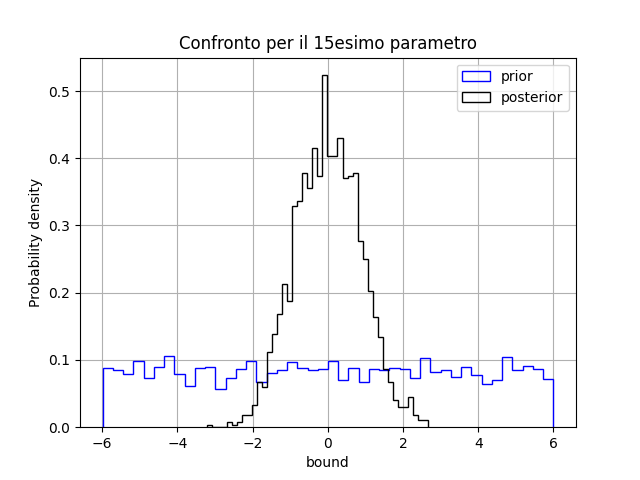 Confronto per il 15esimo parametro
prior
posterior
Probability density
0.5
0.4
0.3
0.2
0.1
0.0
−6
−4
−2
0
2
4
6
bound